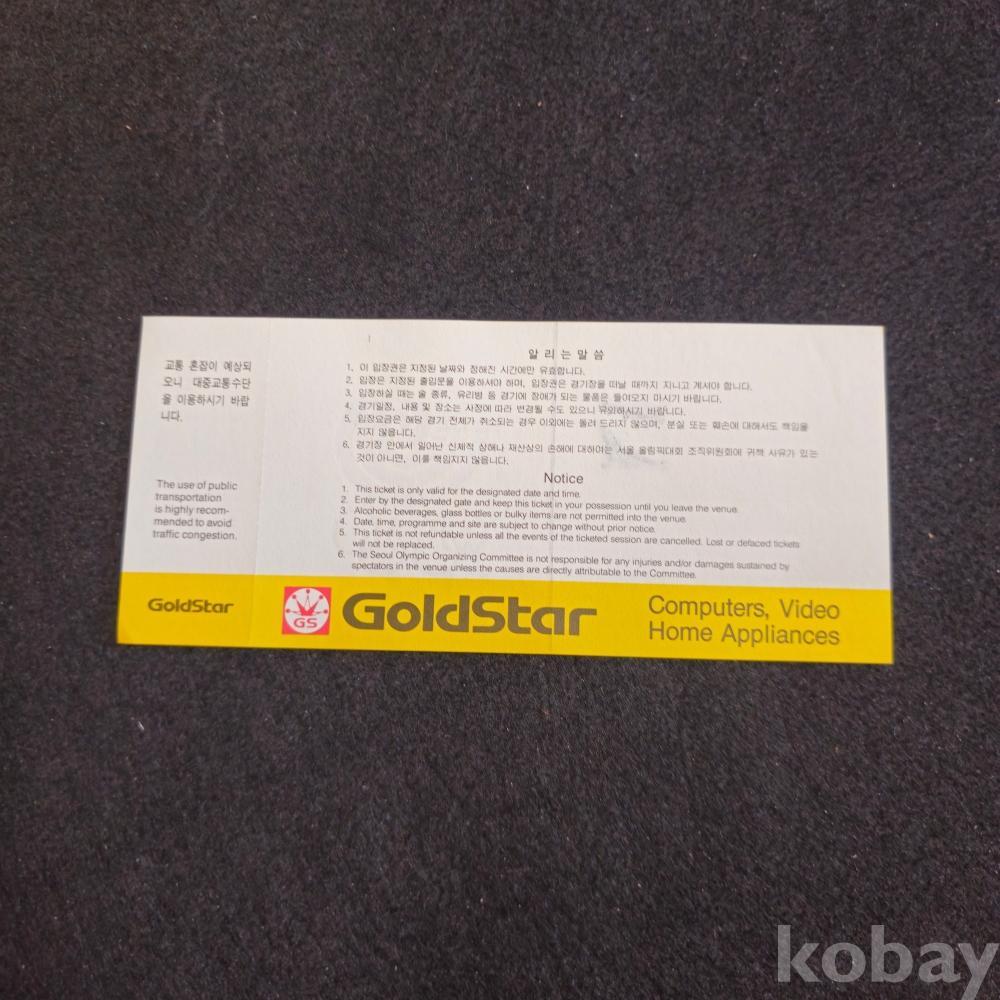 교통 혼잡이 예상되
오니 대중교통수단
을 이용하시기 바랍
니다.
The use of public
transportation
is highly recom-
mended to avoid
traffic congestion.
GoldStar
알 리 는 말 씀
1. 이 입장권은 지정된 날짜와 정해진 시간에만 유효합니다.
2. 입장은 지정된 출입문을 이용하셔야 하며, 입장권은 경기장을 떠날 때까지 지니고 계셔야 합니다.
3. 입장하실 때는 술 종류, 유리병 등 경기에 장애가 되는 물품은 들여오지 마시기 바랍니다.
4. 경기일정, 내용 및 장소는 사정에 따라 변경될 수도 있으니 유의하시기 바랍니다.
5. 입장요금은 해당 경기 전체가 취소되는 경우 이외에는 돌려 드리지 않으며, 분실 또는 훼손에 대해서도 책임을
지지 않습니다.
6. 경기장 안에서 일어난 신체적 상해나 재산상의 손해에 대하여는 서울 올림픽대회 조직위원회에 귀책 사유가 있는
것이 아니면, 이를 책임지지 않습니다.
Notice
1. This ticket is only valid for the designated date and time.
2. Enter by the designated gate and keep this ticket in your possession until you leave the venue.
3. Alcoholic beverages, glass bottles or bulky items are not permitted into the venue.
4. Date, time, programme and site are subject to change without prior notice.
5. This ticket is not refundable unless all the events of the ticketed session are cancelled. Lost or defaced tickets
will not be replaced.
6. The Seoul Olympic Organizing Committee is not responsible for any injuries and/or damages sustained by
spectators in the venue unless the causes are directly attributable to the Committee.
GS
GoldStar
Computers, Video
Home Appliances
kobay